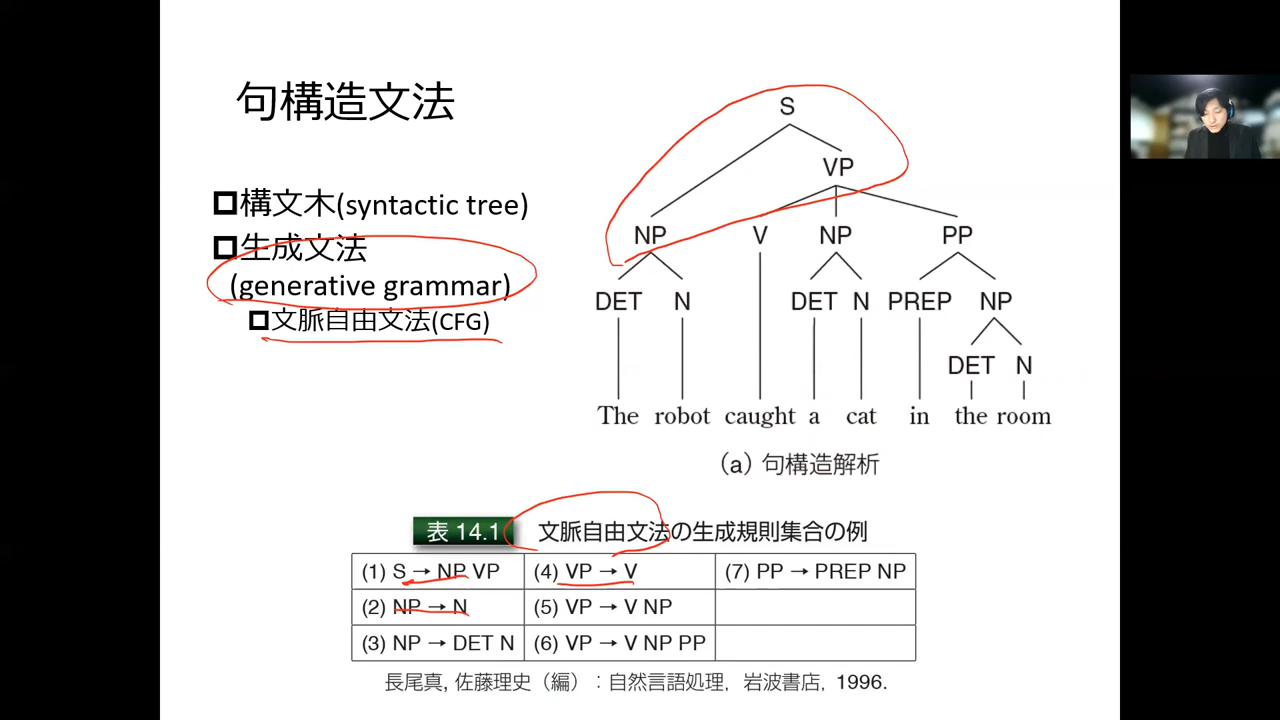 句構造文法
構文木(syntactic tree)
生成文法
(generative grammar)
文脈自由文法(CFG)
S
VP
NP V NP PP
DET N DET N PREP NP
DET N
The robot caught a cat in the room
(a) 句構造解析
表 14.1 文脈自由文法の生成規則集合の例
(1) S → NP VP (4) VP → V (7) PP → PREP NP
(2) NP → N (5) VP → V NP
(3) NP → DET N (6) VP → V NP PP
長尾真, 佐藤理史（編）：自然言語処理，岩波書店，1996.